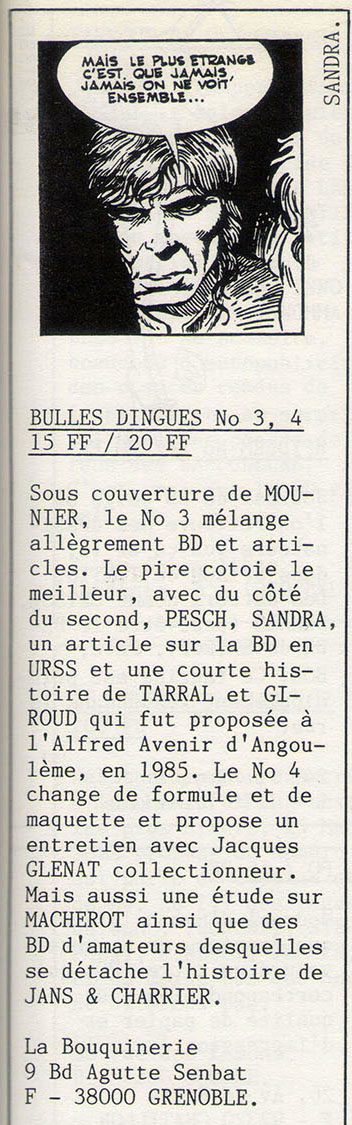 MAIS LE PLUS ETRANGE
C'EST, QUE JAMAIS,
JAMAIS ON NE VOIT
ENSEMBLE...
SANDRA.
BULLES DINGUES No 3, 4
15 FF / 20 FF
Sous couverture de MOU-
NIER, le No 3 mélange
allègrement BD et arti-
cles. Le pire cotoie le
meilleur, avec du côté
du second, PESCH, SANDRA,
un article sur la BD en
URSS et une courte his-
toire de TARRAL et GI-
ROUD qui fut proposée à
l'Alfred Avenir d'Angou-
lème, en 1985. Le No 4
change de formule et de
maquette et propose un
entretien avec Jacques
GLENAT collectionneur.
Mais aussi une étude sur
MACHEROT ainsi que des
BD d'amateurs desquelles
se détache l'histoire de
JANS & CHARRIER.
La Bouquinerie
9 Bd Agutte Senbat
F - 38000 GRENOBLE.